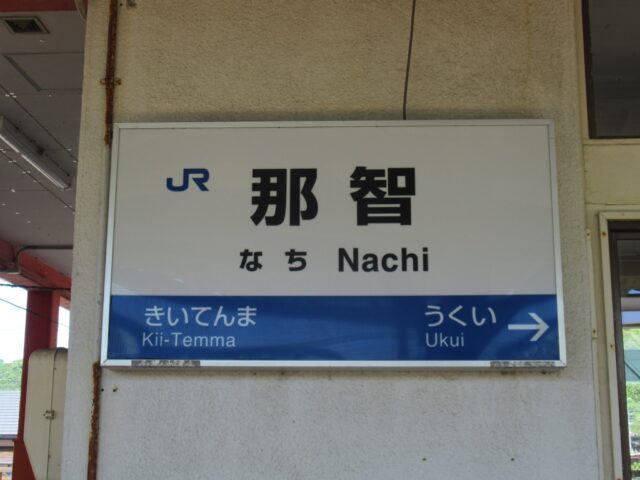 JR 那智
なち Nachi
きいてんま うくい →
Kii-Temma Ukui